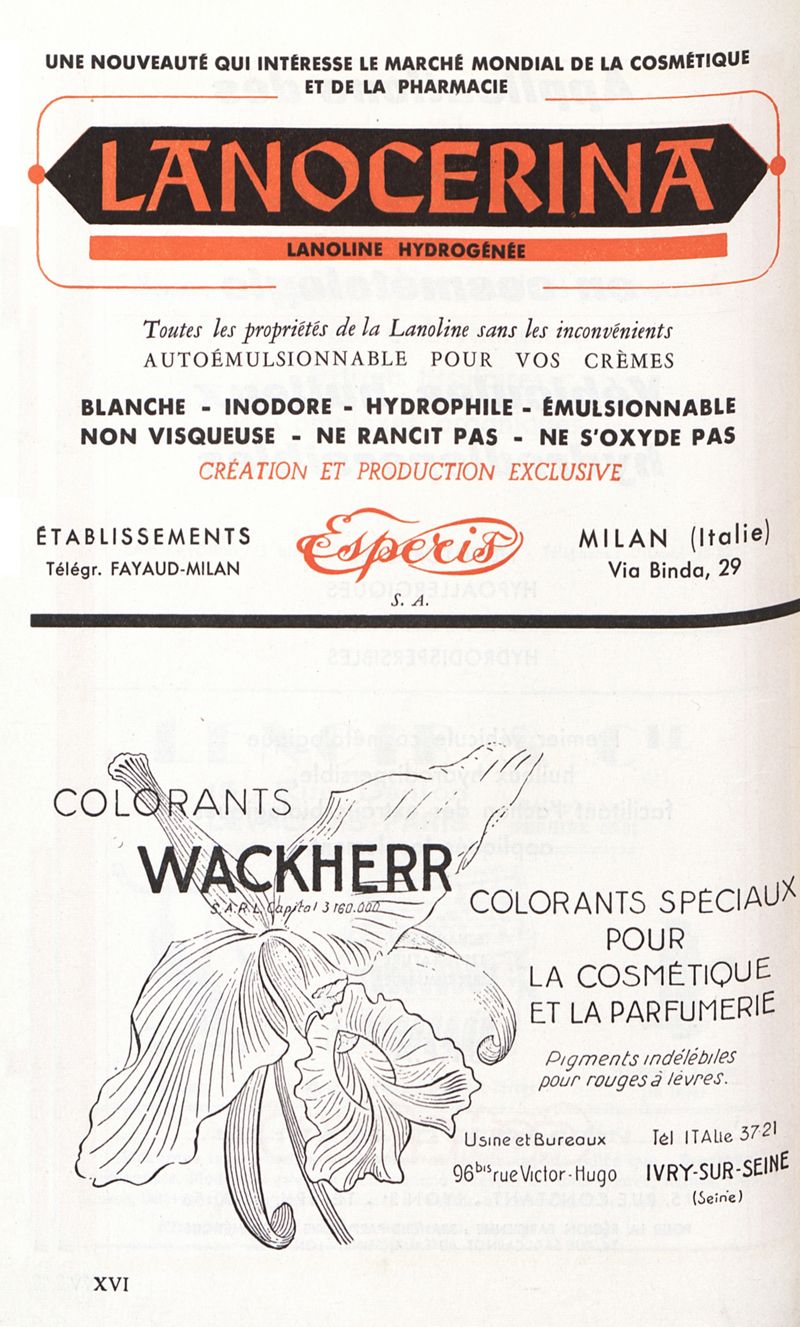 UNE NOUVEAUTÉ QUI INTÉRESSE LE MARCHÉ MONDIAL DE LA COSMÉTIQUE
ET DE LA PHARMACIE
LANOCERINA
LANOLINE HYDROGÉNÉE
Toutes les propriétés de la Lanoline sans les inconvénients
AUTOÉMULSIONNABLE POUR VOS CRÈMES
BLANCHE - INODORE - HYDROPHILE - ÉMULSIONNABLE
NON VISQUEUSE - NE RANCIT PAS - NE S'OXYDE PAS
CRÉATION ET PRODUCTION EXCLUSIVE
ÉTABLISSEMENTS
Télégr. FAYAUD-MILAN
Esperis
S. A.
MILAN (Italie)
Via Binda, 29
COLORANTS
WACKHERR
S.A.R.L. Capital 3 160.000
COLORANTS SPÉCIAUX
POUR
LA COSMÉTIQUE
ET LA PARFUMERIE
Pigments indélébiles
pour rouges à lèvres.
Usine et Bureaux Tél ITAlie 37-21
96bis rue Victor-Hugo IVRY-SUR-SEINE
(Seine)
XVI